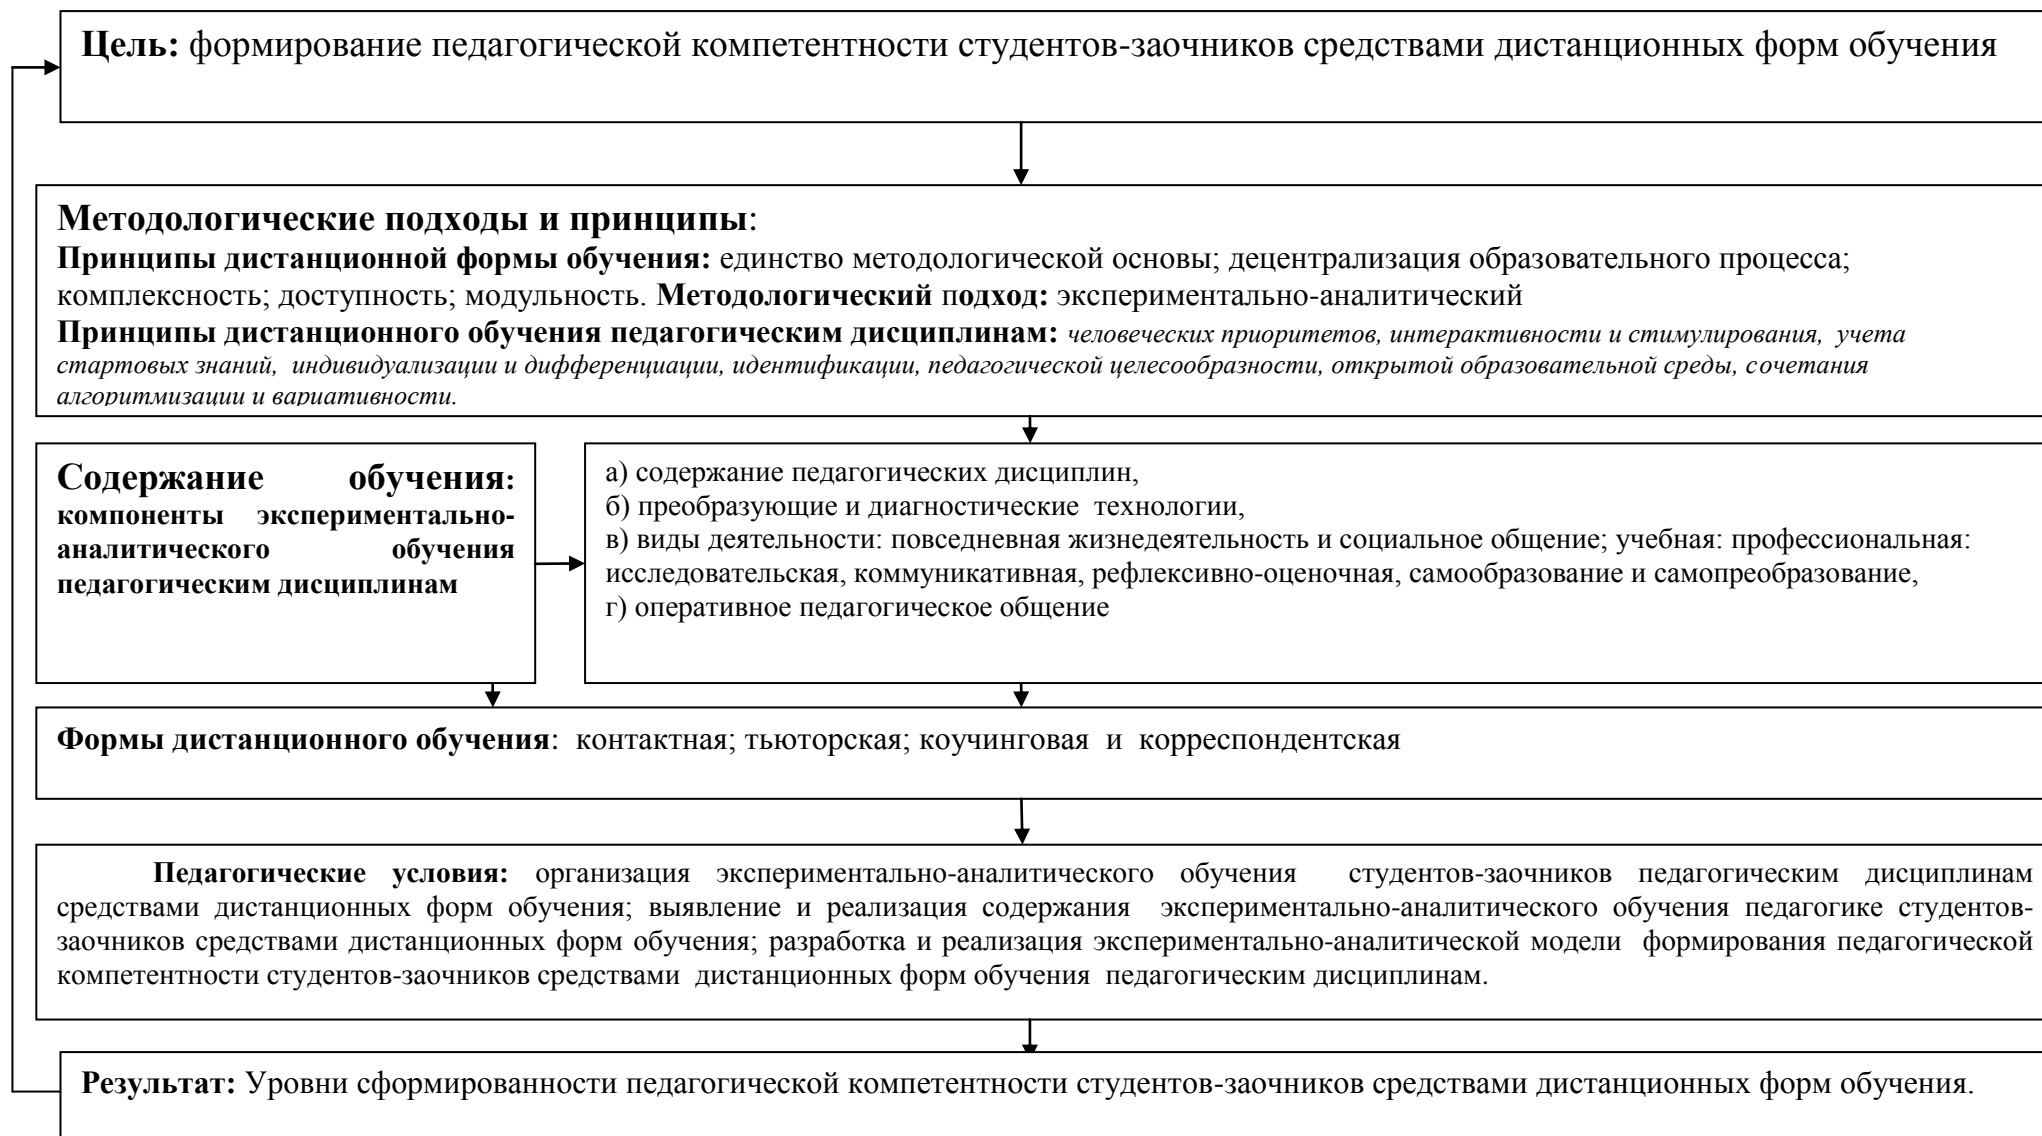 Цель: формирование педагогической компетентности студентов-заочников средствами дистанционных форм обучения
Методологические подходы и принципы:
Принципы дистанционной формы обучения: единство методологической основы; децентрализация образовательного процесса;
комплексность; доступность; модульность. Методологический подход: экспериментально-аналитический
Принципы дистанционного обучения педагогическим дисциплинам: человеческих приоритетов, интерактивности и стимулирования, учета
стартовых знаний, индивидуализации и дифференциации, идентификации, педагогической целесообразности, открытой образовательной среды, сочетания
алгоритмизации и вариативности.
Содержание обучения:
компоненты экспериментально-
аналитического обучения
педагогическим дисциплинам
а) содержание педагогических дисциплин,
б) преобразующие и диагностические технологии,
в) виды деятельности: повседневная жизнедеятельность и социальное общение; учебная: профессиональная:
исследовательская, коммуникативная, рефлексивно-оценочная, самообразование и самопреобразование,
г) оперативное педагогическое общение
Формы дистанционного обучения: контактная; тьюторская; коучинговая и корреспондентская
Педагогические условия: организация экспериментально-аналитического обучения студентов-заочников педагогическим дисциплинам
средствами дистанционных форм обучения; выявление и реализация содержания экспериментально-аналитического обучения педагогике студентов-
заочников средствами дистанционных форм обучения; разработка и реализация экспериментально-аналитической модели формирования педагогической
компетентности студентов-заочников средствами дистанционных форм обучения педагогическим дисциплинам.
Результат: Уровни сформированности педагогической компетентности студентов-заочников средствами дистанционных форм обучения.